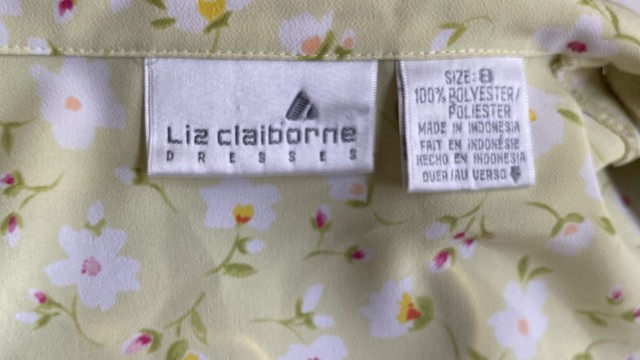 Liz claiborne
DRESSES
SIZE: 8
100% POLYESTER/
POLIESTER
MADE IN INDONESIA
FAIT EN INDONÉSIE
HECHO EN INDONESIA
OVER/AU VERSO